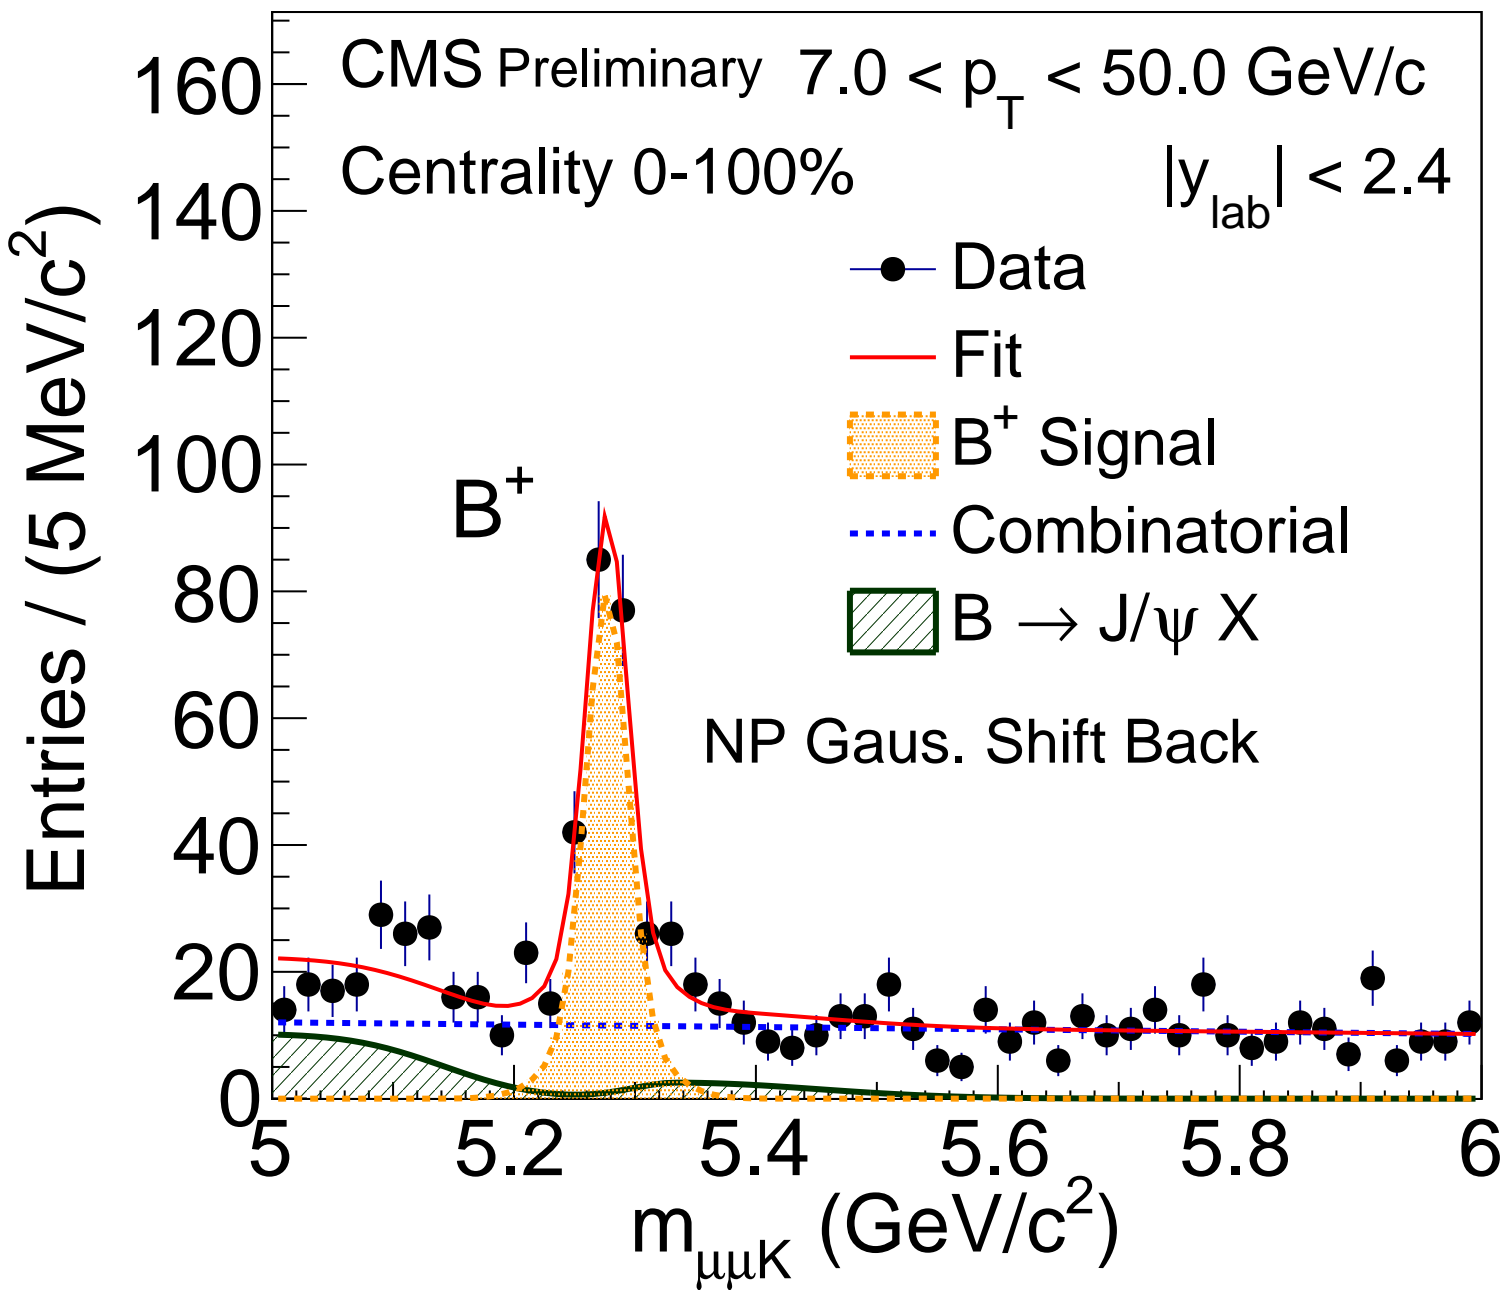 CMS Preliminary 7.0 < p_T < 50.0 GeV/c
Centrality 0-100% |y_lab| < 2.4
Data
Fit
B⁺ Signal
Combinatorial
B → J/ψ X
B⁺
NP Gaus. Shift Back
Entries / (5 MeV/c²)
160
140
120
100
80
60
40
20
0
5 5.2 5.4 5.6 5.8 6
m_μμK (GeV/c²)